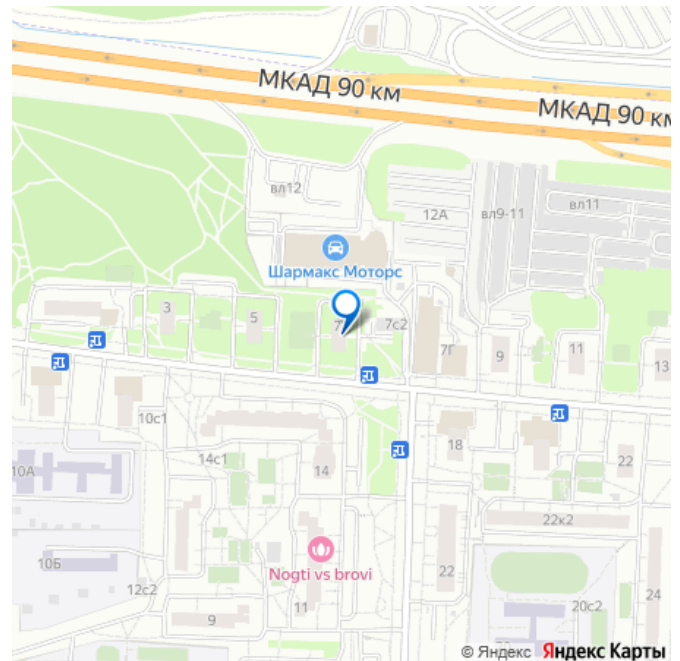 МКАД 90 км
МКАД 90 км
вл12
12А
вл9-11
вл11
Шармакс Моторс
3
5
7
7с2
7Г
9
11
13
10с1
18
14с1
14
22
10А
22к2
10Б
Nogti vs brovi
12с2
11
9
22
20с2
24
© Яндекс Яндекс Карты